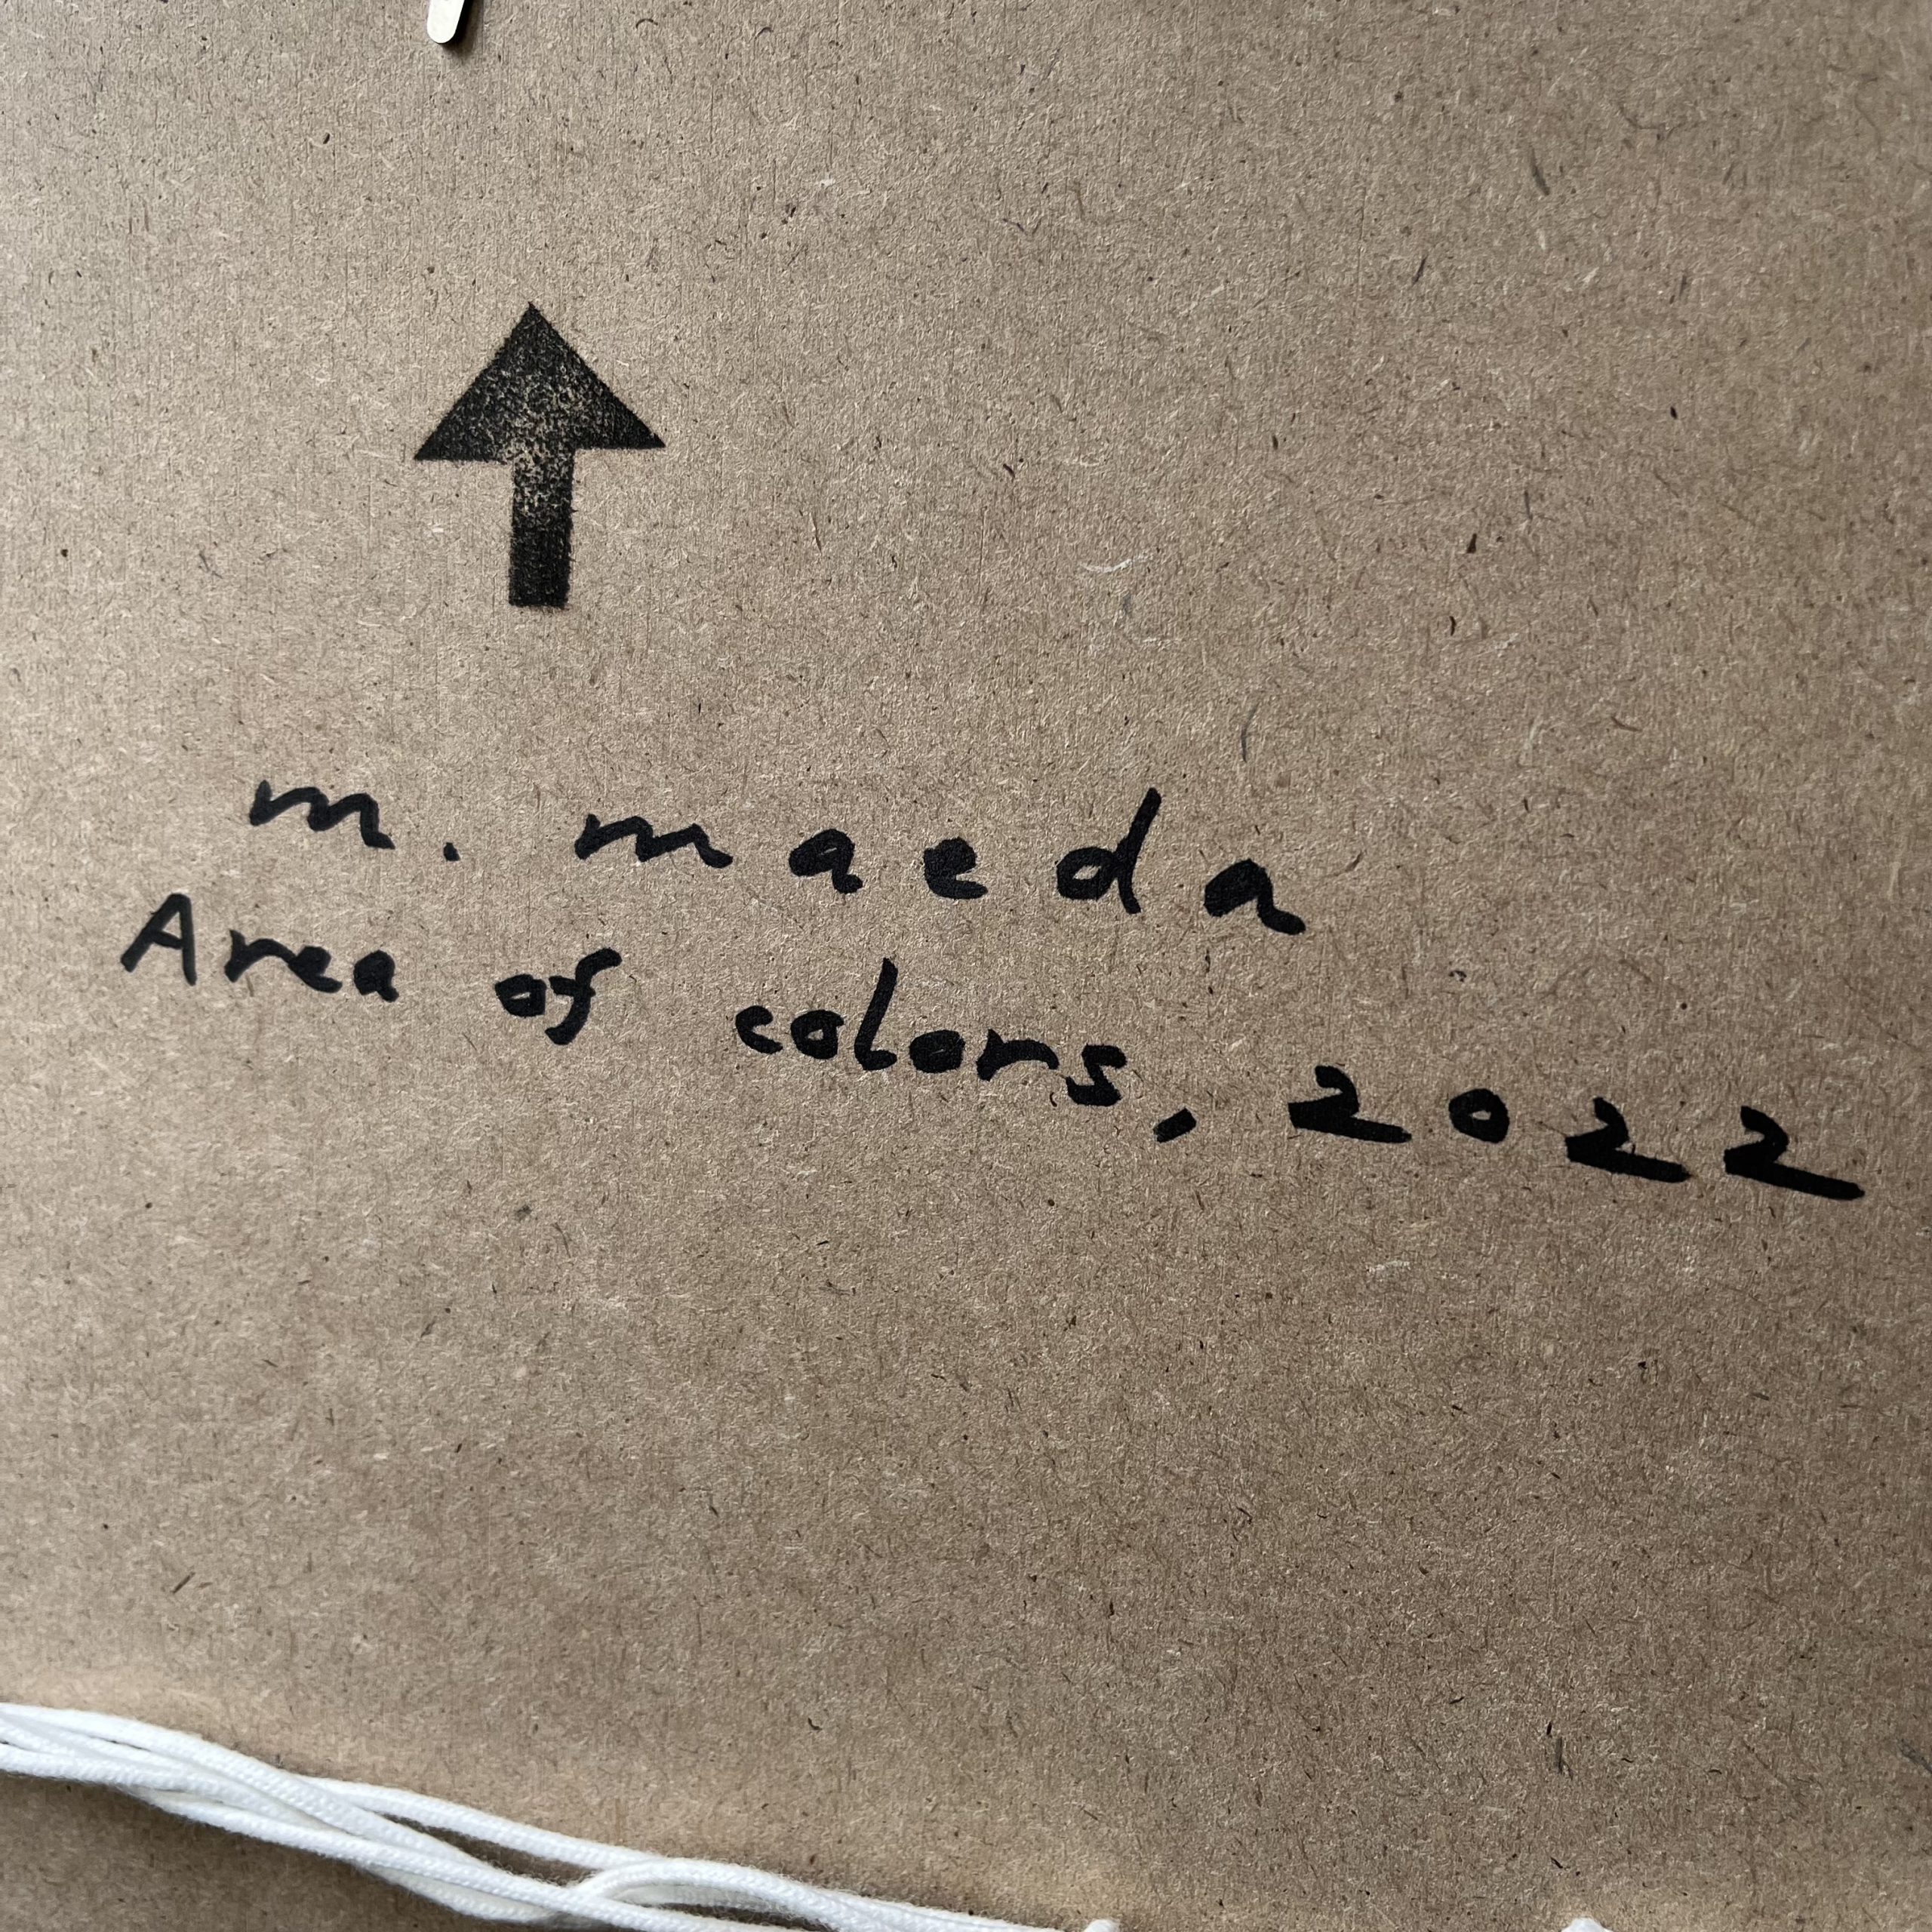 m. maeda
Area of colors, 2022